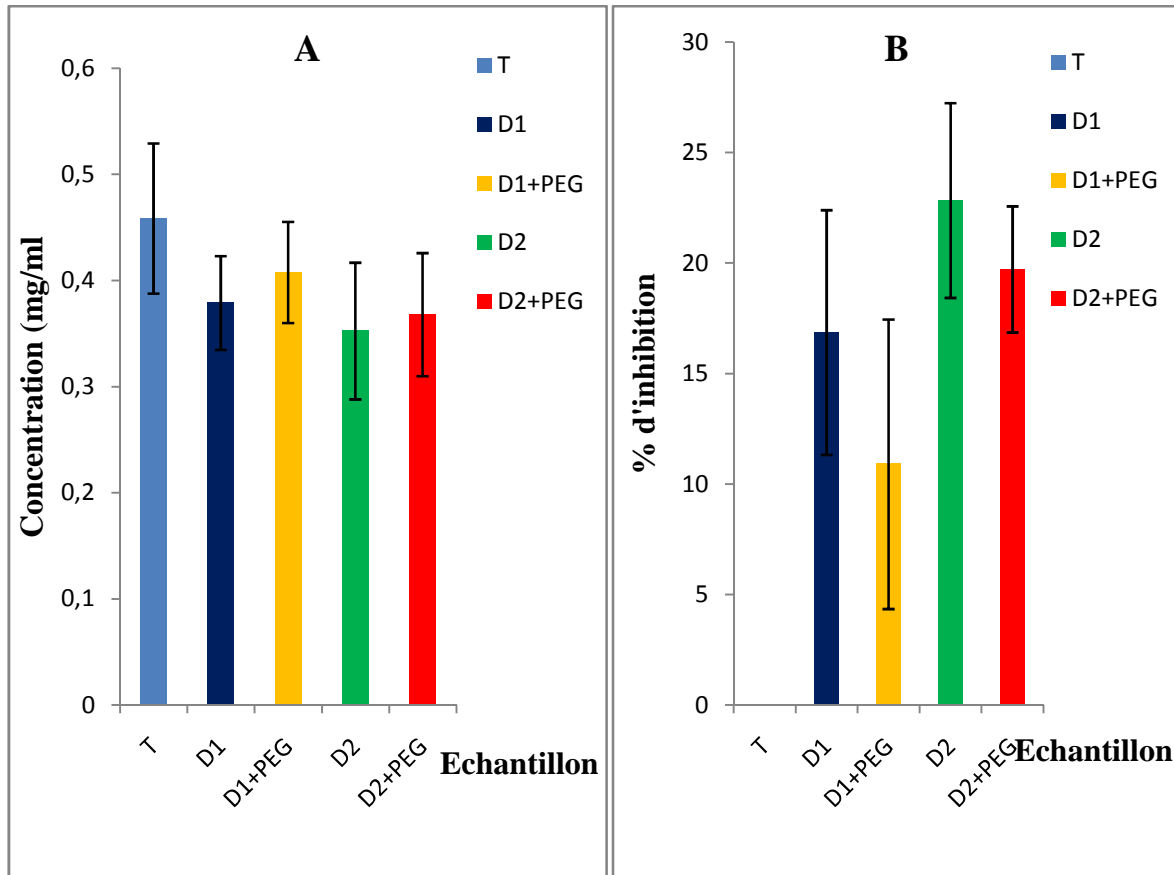 A
Concentration (mg/ml)
0,6
0,5
0,4
0,3
0,2
0,1
0
T
D1
D1+PEG
D2
D2+PEG
Echantillon
T
D1
D1+PEG
D2
D2+PEG
B
% d'inhibition
30
25
20
15
10
5
0
T
D1
D1+PEG
D2
D2+PEG
Echantillon
T
D1
D1+PEG
D2
D2+PEG